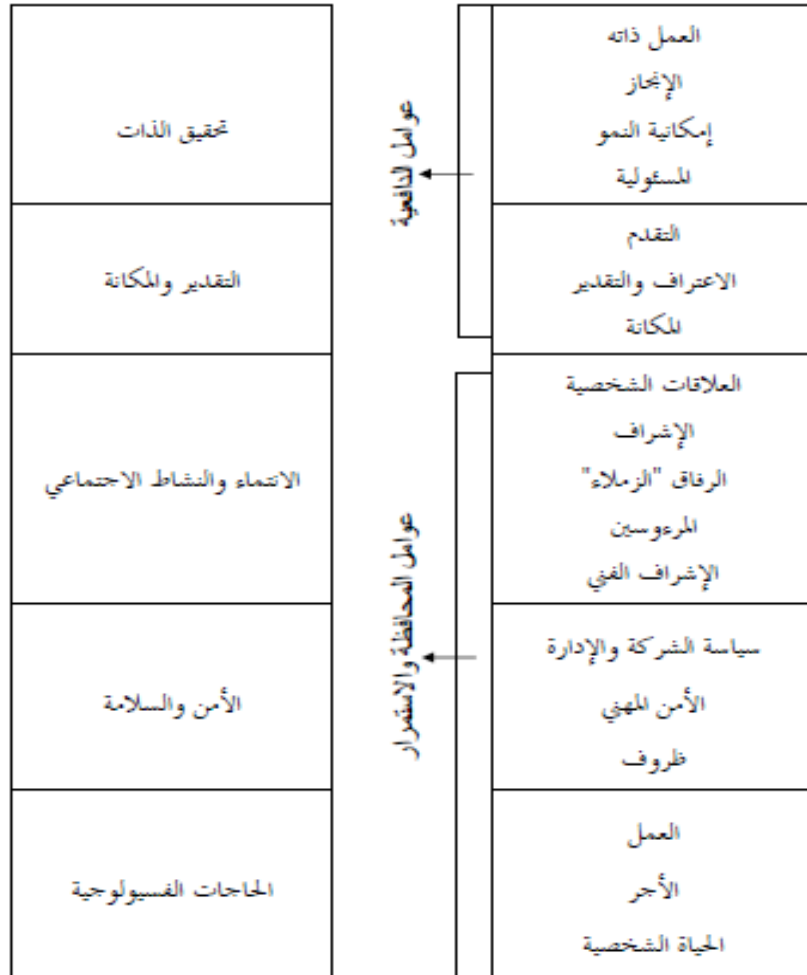 العمل ذاته
الإنجاز
إمكانية النمو
المسئولية
التقدم
الاعتراف والتقدير
المكانة
العلاقات الشخصية
الإشراف
الرفاق "الزملاء"
المرءوسين
الإشراف الفني
سياسة الشركة والإدارة
الأمن المهني
ظروف
العمل
الأجر
الحياة الشخصية
عوامل الدافعية
عوامل المحافظة والاستمرار
تحقيق الذات
التقدير والمكانة
الانتماء والنشاط الاجتماعي
الأمن والسلامة
الحاجات الفسيولوجية